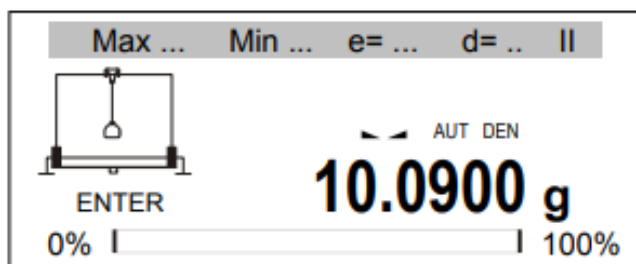 Max ... Min ... e= ... d= .. II
AUT DEN
ENTER
10.0900 g
0% 100%